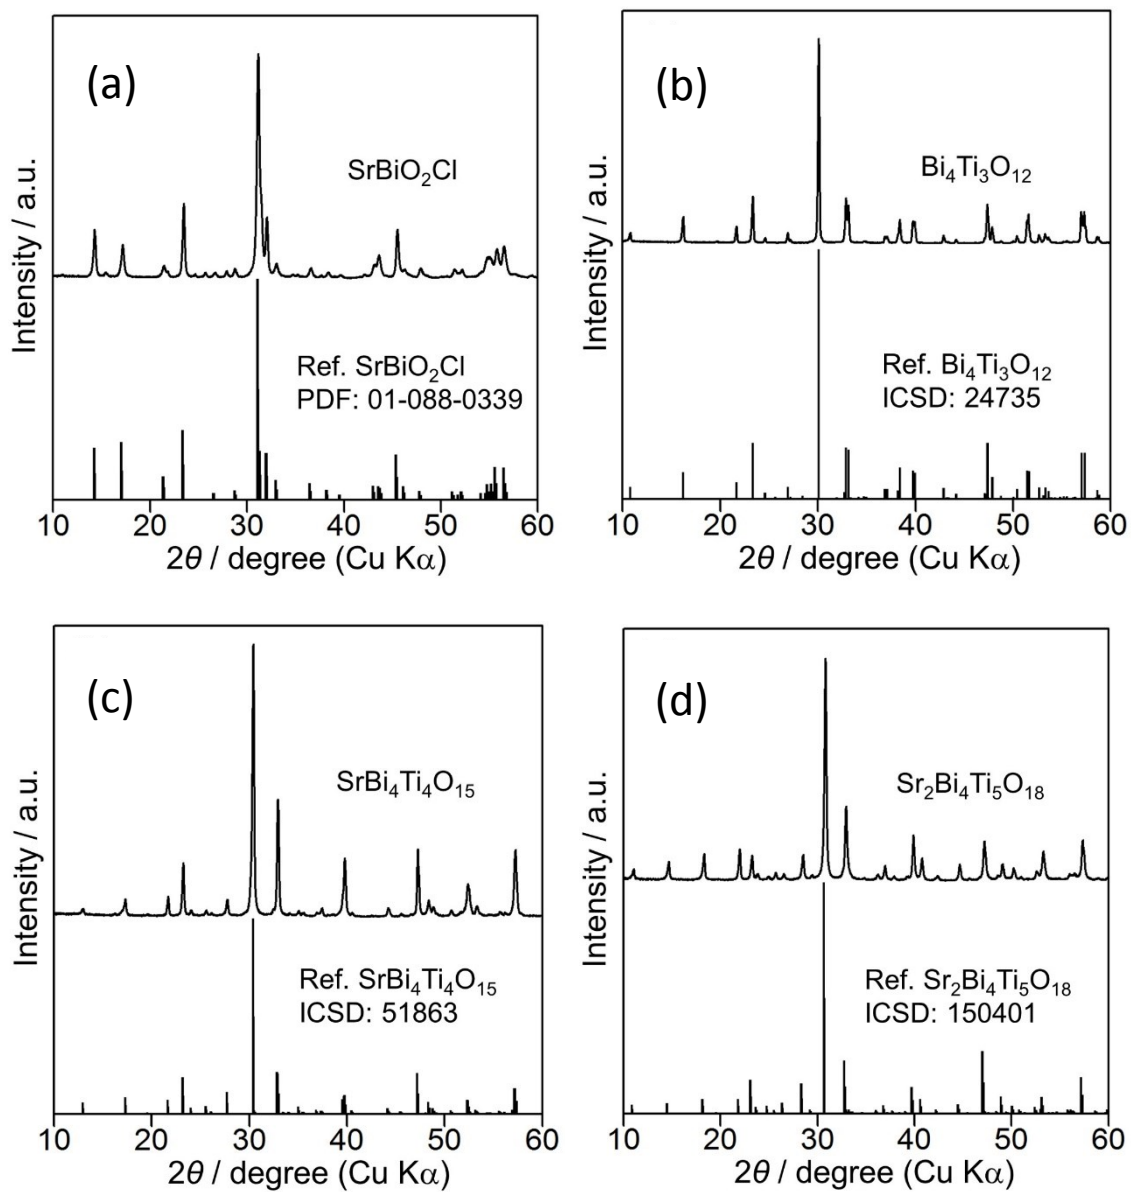 (a)
SrBiO₂Cl
Ref. SrBiO₂Cl
PDF: 01-088-0339
Intensity / a.u.
10 20 30 40 50 60
2θ / degree (Cu Kα)
(b)
Bi₄Ti₃O₁₂
Ref. Bi₄Ti₃O₁₂
ICSD: 24735
Intensity / a.u.
10 20 30 40 50 60
2θ / degree (Cu Kα)
(c)
SrBi₄Ti₄O₁₅
Ref. SrBi₄Ti₄O₁₅
ICSD: 51863
Intensity / a.u.
10 20 30 40 50 60
2θ / degree (Cu Kα)
(d)
Sr₂Bi₄Ti₅O₁₈
Ref. Sr₂Bi₄Ti₅O₁₈
ICSD: 150401
Intensity / a.u.
10 20 30 40 50 60
2θ / degree (Cu Kα)